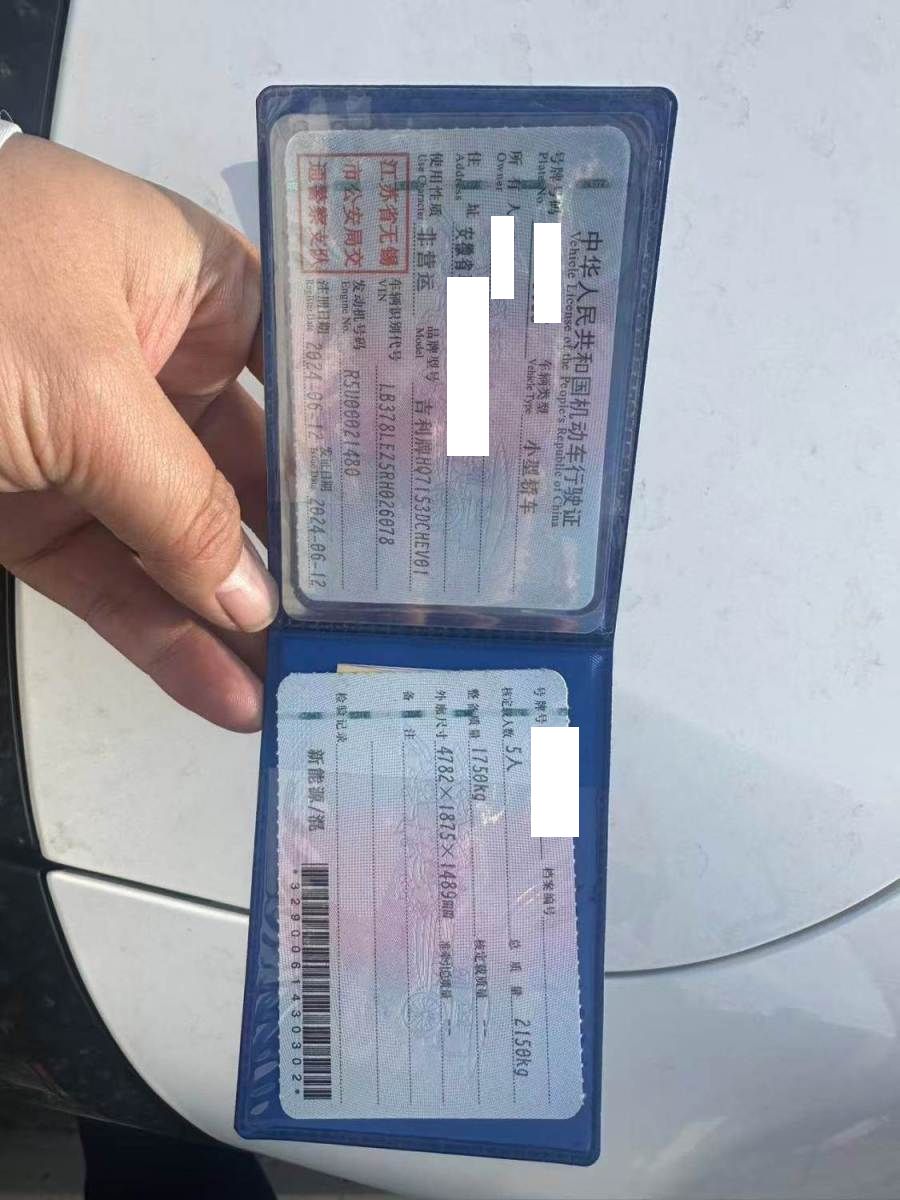 中华人民共和国机动车行驶证
Vehicle License of the People's Republic of China
号牌号码 Plate No.
车辆类型 Vehicle Type 小型轿车
所有人 Owner
住址 Address 安徽省
使用性质 Use Character 非营运
品牌型号 Model 吉利牌HQ7153DCHEV01
江苏省无锡
市公安局交
通警察支队
车辆识别代号 VIN LB378LEZ5RH026078
发动机号码 Engine No. R5U00021480
注册日期 Register Date 2024-06-12 发证日期 Issue Date 2024-06-12
号牌号 档案编号
核定载人数 5人 总质量 2150kg
整备质量 1750kg 核定载质量 --
外廓尺寸 4782×1875×1489mm 准牵引总质量 --
备注
检验记录
新能源/混
*3290061430302*